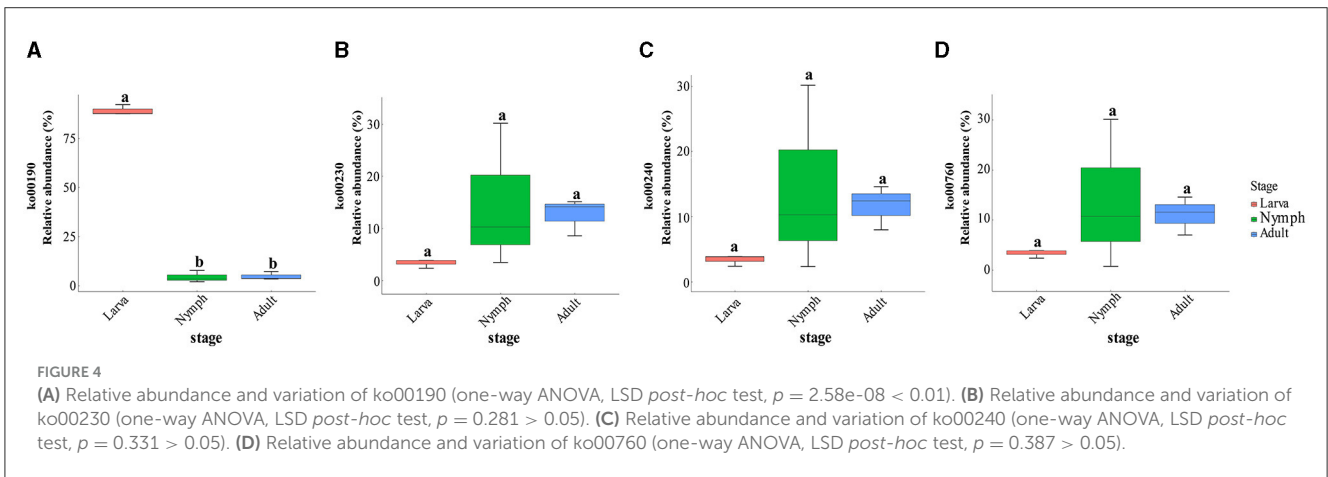 A
B
C
D
ko00190
Relative abundance (%)
75
50
25
0
a
b
b
Larva
Nymph
Adult
stage
ko00230
Relative abundance (%)
30
20
10
0
a
a
a
Larva
Nymph
Adult
stage
ko00240
Relative abundance (%)
30
20
10
0
a
a
a
Larva
Nymph
Adult
stage
ko00760
Relative abundance (%)
30
20
10
0
a
a
a
Larva
Nymph
Adult
stage
Stage
Larva
Nymph
Adult
FIGURE 4
(A) Relative abundance and variation of ko00190 (one-way ANOVA, LSD post-hoc test, p = 2.58e-08 < 0.01). (B) Relative abundance and variation of
ko00230 (one-way ANOVA, LSD post-hoc test, p = 0.281 > 0.05). (C) Relative abundance and variation of ko00240 (one-way ANOVA, LSD post-hoc
test, p = 0.331 > 0.05). (D) Relative abundance and variation of ko00760 (one-way ANOVA, LSD post-hoc test, p = 0.387 > 0.05).